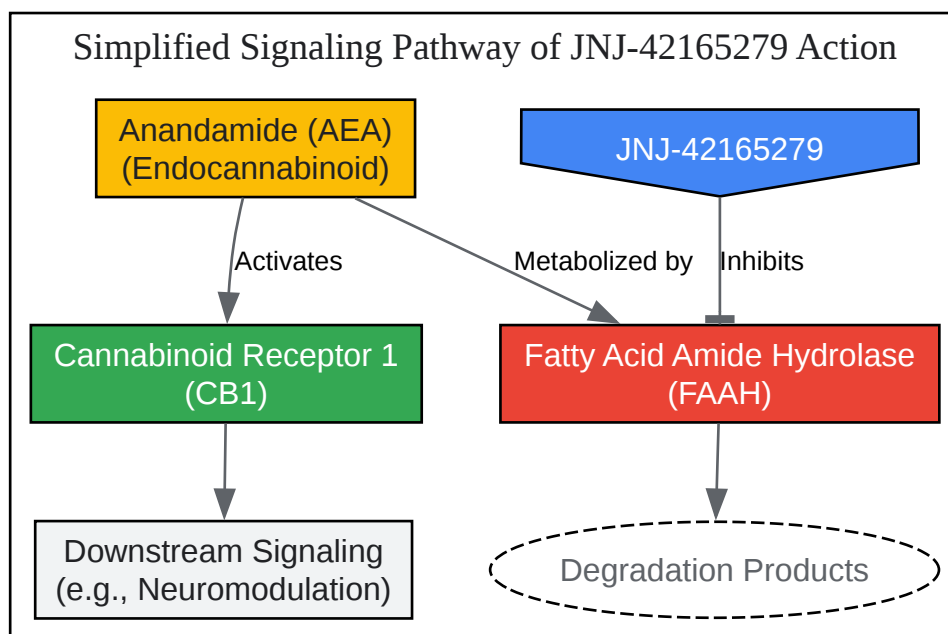 Simplified Signaling Pathway of JNJ-42165279 Action
Anandamide (AEA)
(Endocannabinoid)
JNJ-42165279
Activates
Metabolized by
Inhibits
Cannabinoid Receptor 1
(CB1)
Fatty Acid Amide Hydrolase
(FAAH)
Downstream Signaling
(e.g., Neuromodulation)
Degradation Products